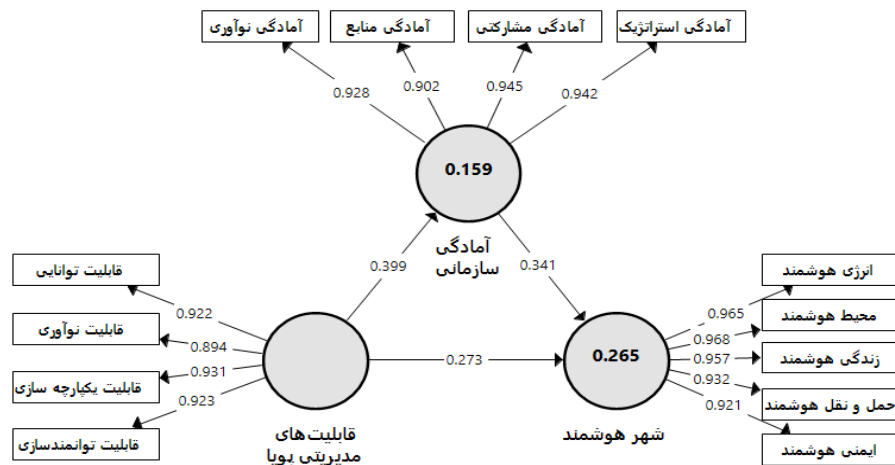 آمادگی استراتژیک
آمادگی مشارکتی
آمادگی منابع
آمادگی نوآوری
0.942
0.945
0.902
0.928
0.159
آمادگی
سازمانی
0.399
0.341
قابلیت توانایی
قابلیت نوآوری
قابلیت یکپارچه سازی
قابلیت توانمندسازی
0.922
0.894
0.931
0.923
قابلیت‌های
مدیریتی پویا
0.273
0.265
شهر هوشمند
0.965
0.968
0.957
0.932
0.921
انرژی هوشمند
محیط هوشمند
زندگی هوشمند
حمل و نقل هوشمند
ایمنی هوشمند